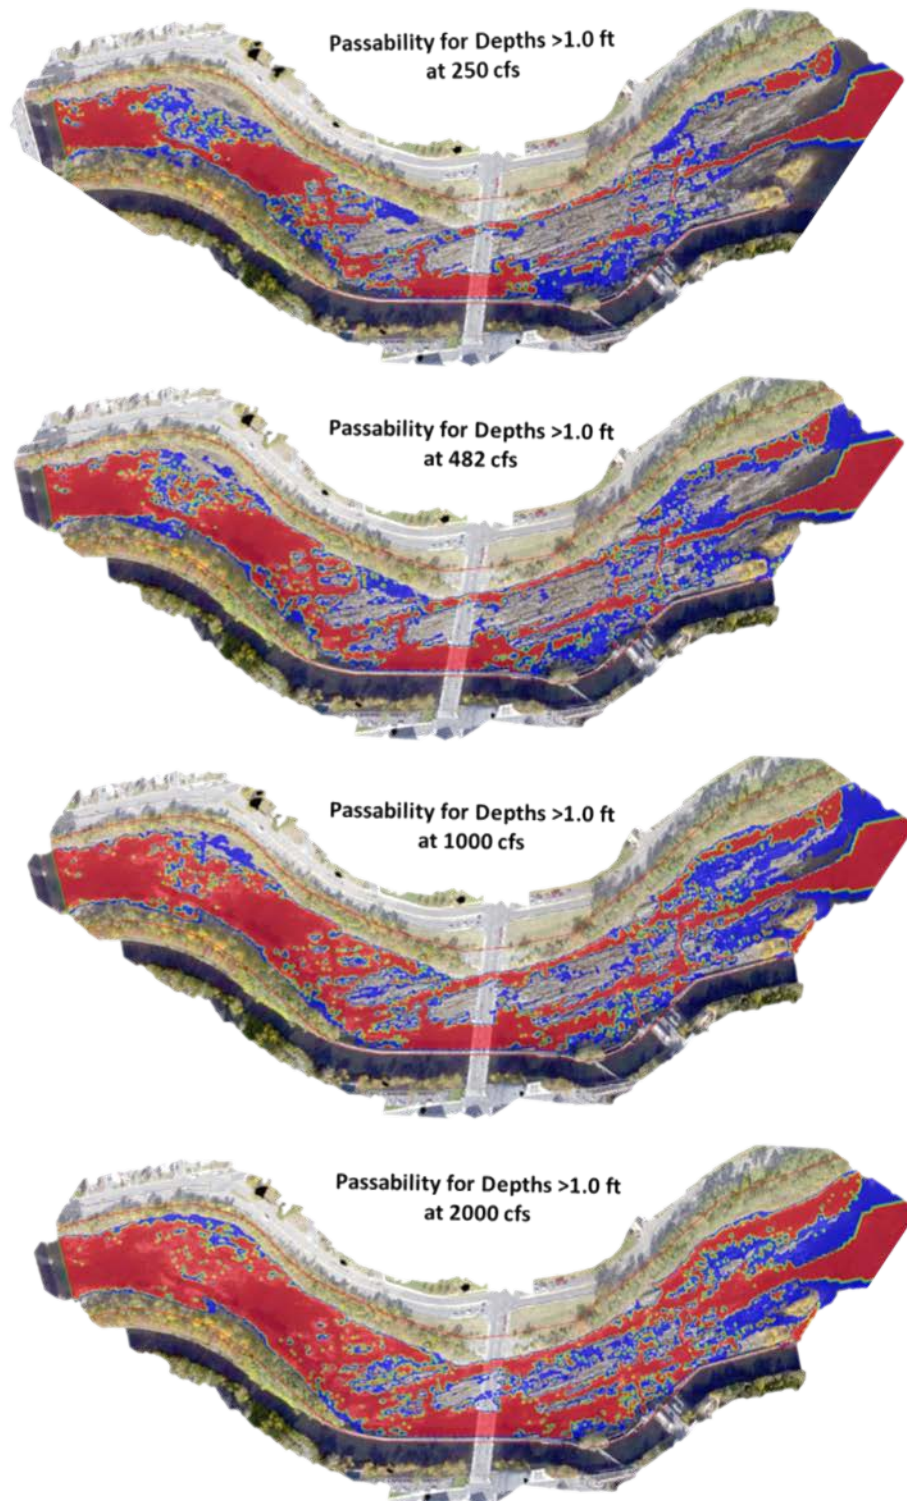 Passability for Depths >1.0 ft
at 250 cfs
Passability for Depths >1.0 ft
at 482 cfs
Passability for Depths >1.0 ft
at 1000 cfs
Passability for Depths >1.0 ft
at 2000 cfs